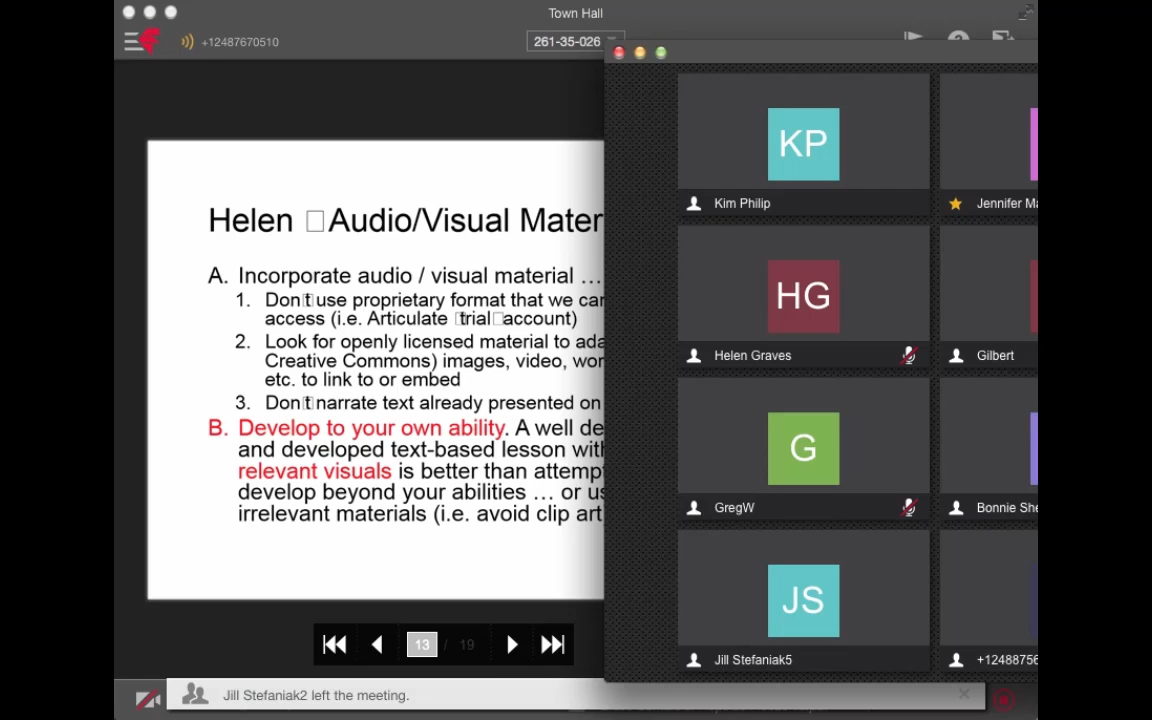 Town Hall
+12487670510
261-35-026
Helen □Audio/Visual Mater
A. Incorporate audio / visual material …
1. Don□t use proprietary format that we can
access (i.e. Articulate □trial□account)
2. Look for openly licensed material to ada
Creative Commons) images, video, wor
etc. to link to or embed
3. Don□t narrate text already presented on
B. Develop to your own ability. A well de
and developed text-based lesson with
relevant visuals is better than attempt
develop beyond your abilities … or us
irrelevant materials (i.e. avoid clip art
13 / 19
Jill Stefaniak2 left the meeting.
KP
Kim Philip
Jennifer Ma
HG
Helen Graves
Gilbert
G
GregW
Bonnie She
JS
Jill Stefaniak5
+12488756